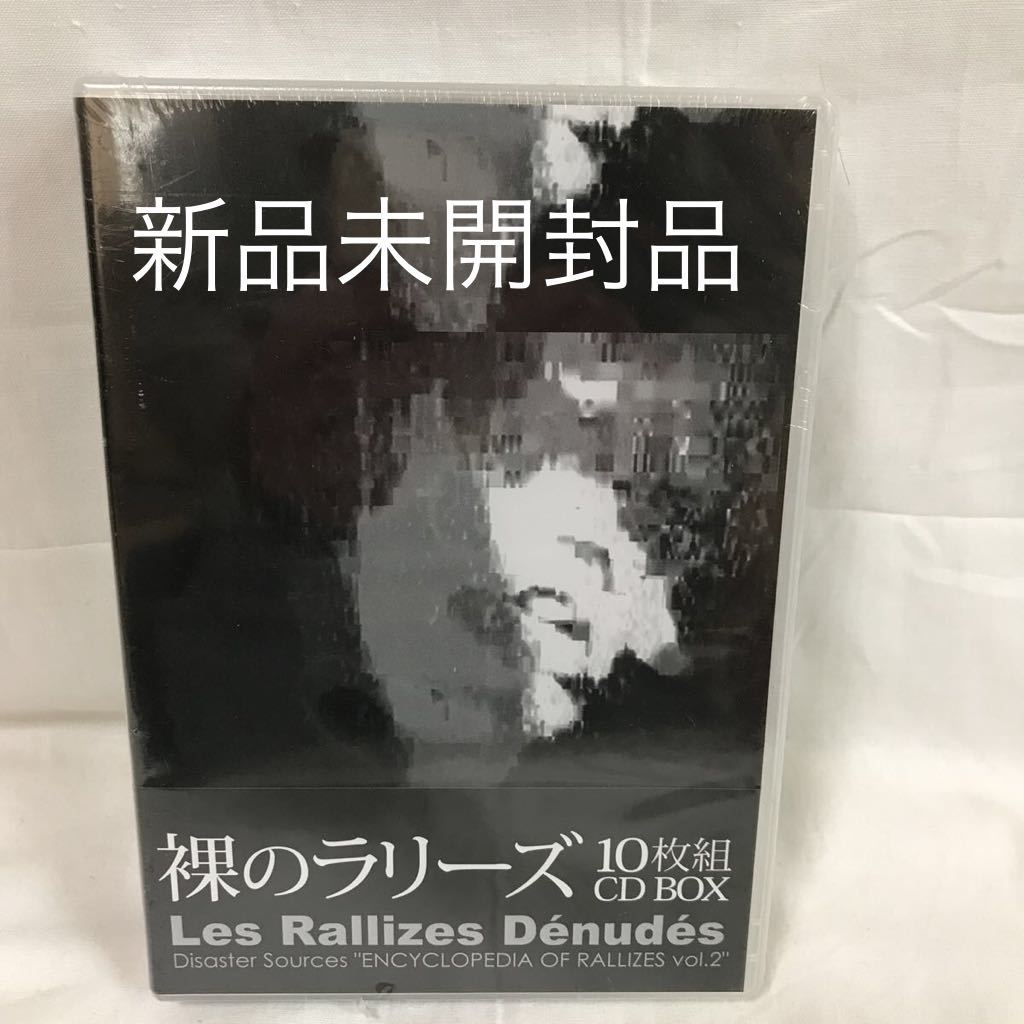 新品未開封品
裸のラリーズ 10枚組
CD BOX
Les Rallizes Dénudés
Disaster Sources "ENCYCLOPEDIA OF RALLIZES vol.2"